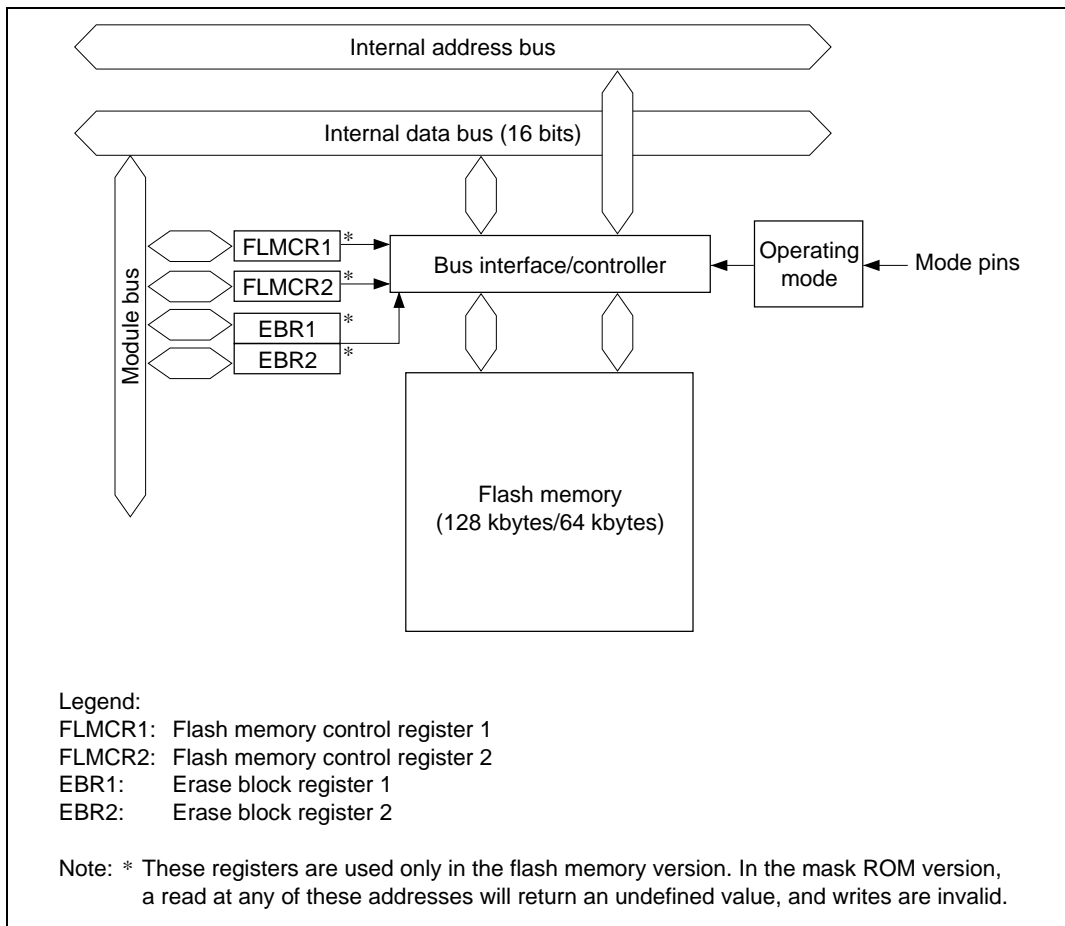 Internal address bus
Internal data bus (16 bits)
Module bus
FLMCR1 *
FLMCR2 *
EBR1 *
EBR2 *
Bus interface/controller
Operating
mode
Mode pins
Flash memory
(128 kbytes/64 kbytes)
Legend:
FLMCR1: Flash memory control register 1
FLMCR2: Flash memory control register 2
EBR1: Erase block register 1
EBR2: Erase block register 2
Note: * These registers are used only in the flash memory version. In the mask ROM version,
a read at any of these addresses will return an undefined value, and writes are invalid.